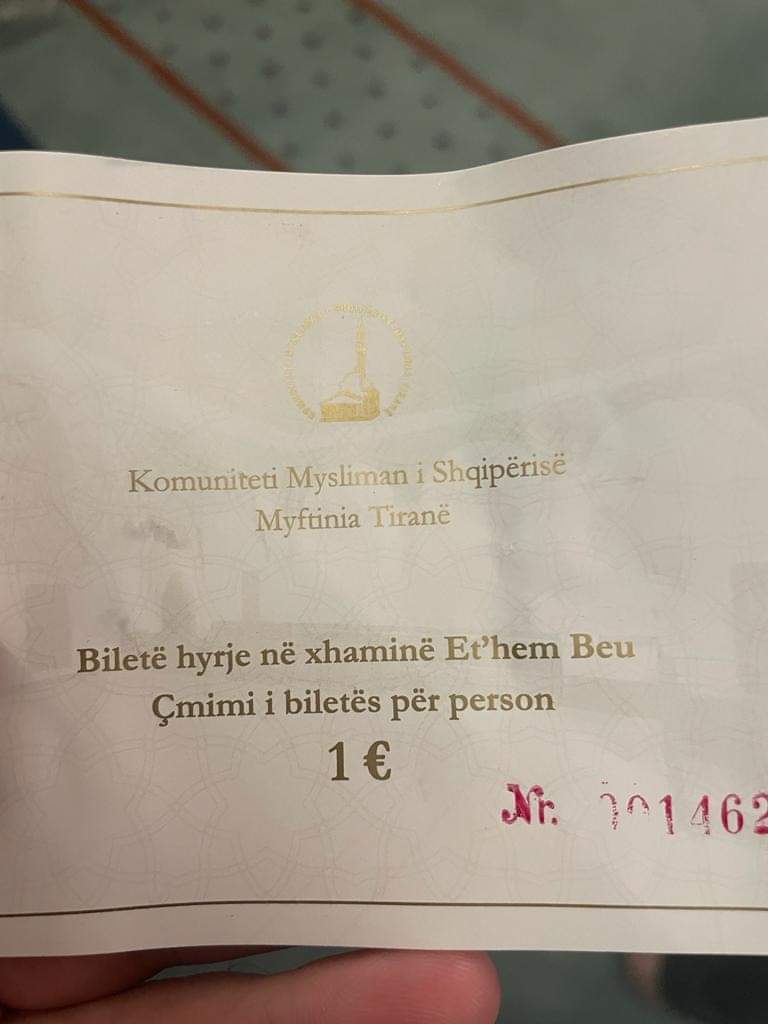 Komuniteti Mysliman i Shqipërisë
Myftinia Tiranë
Biletë hyrje në xhaminë Et'hem Beu
Çmimi i biletës për person
1 €
Nr.